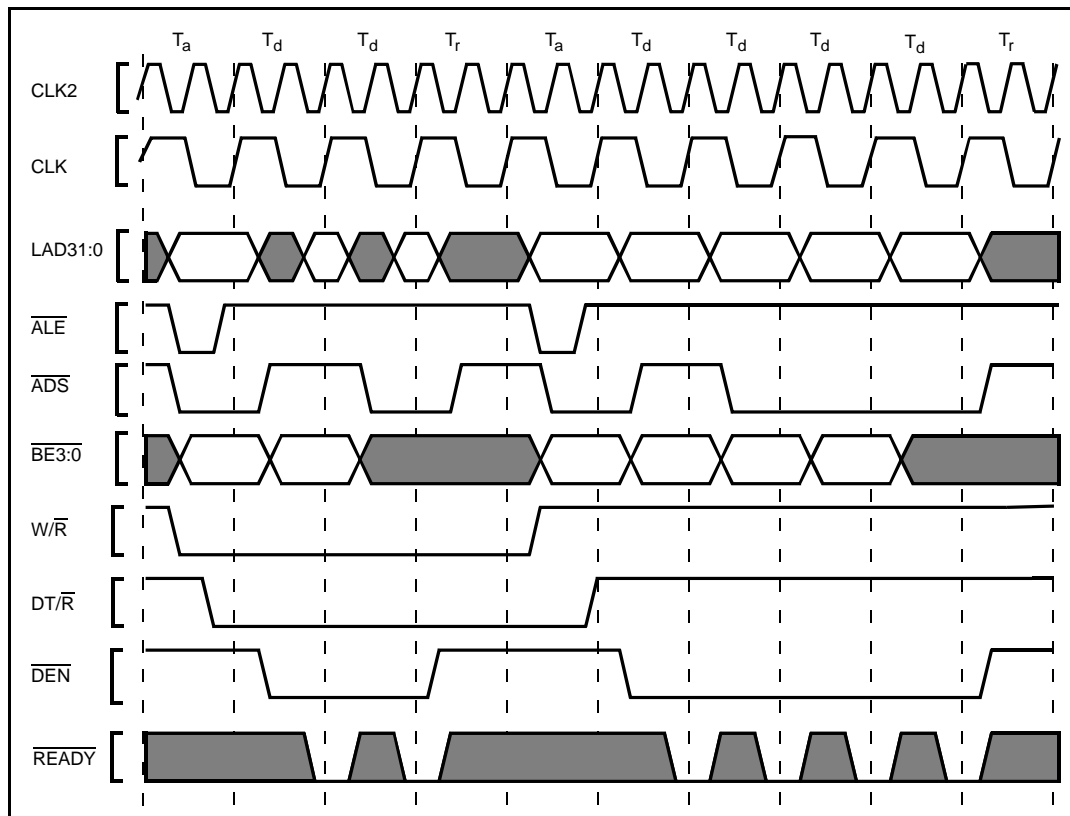 Ta Td Td Tr Ta Td Td Td Td Tr
CLK2
CLK
LAD31:0
ALE
ADS
BE3:0
W/R
DT/R
DEN
READY